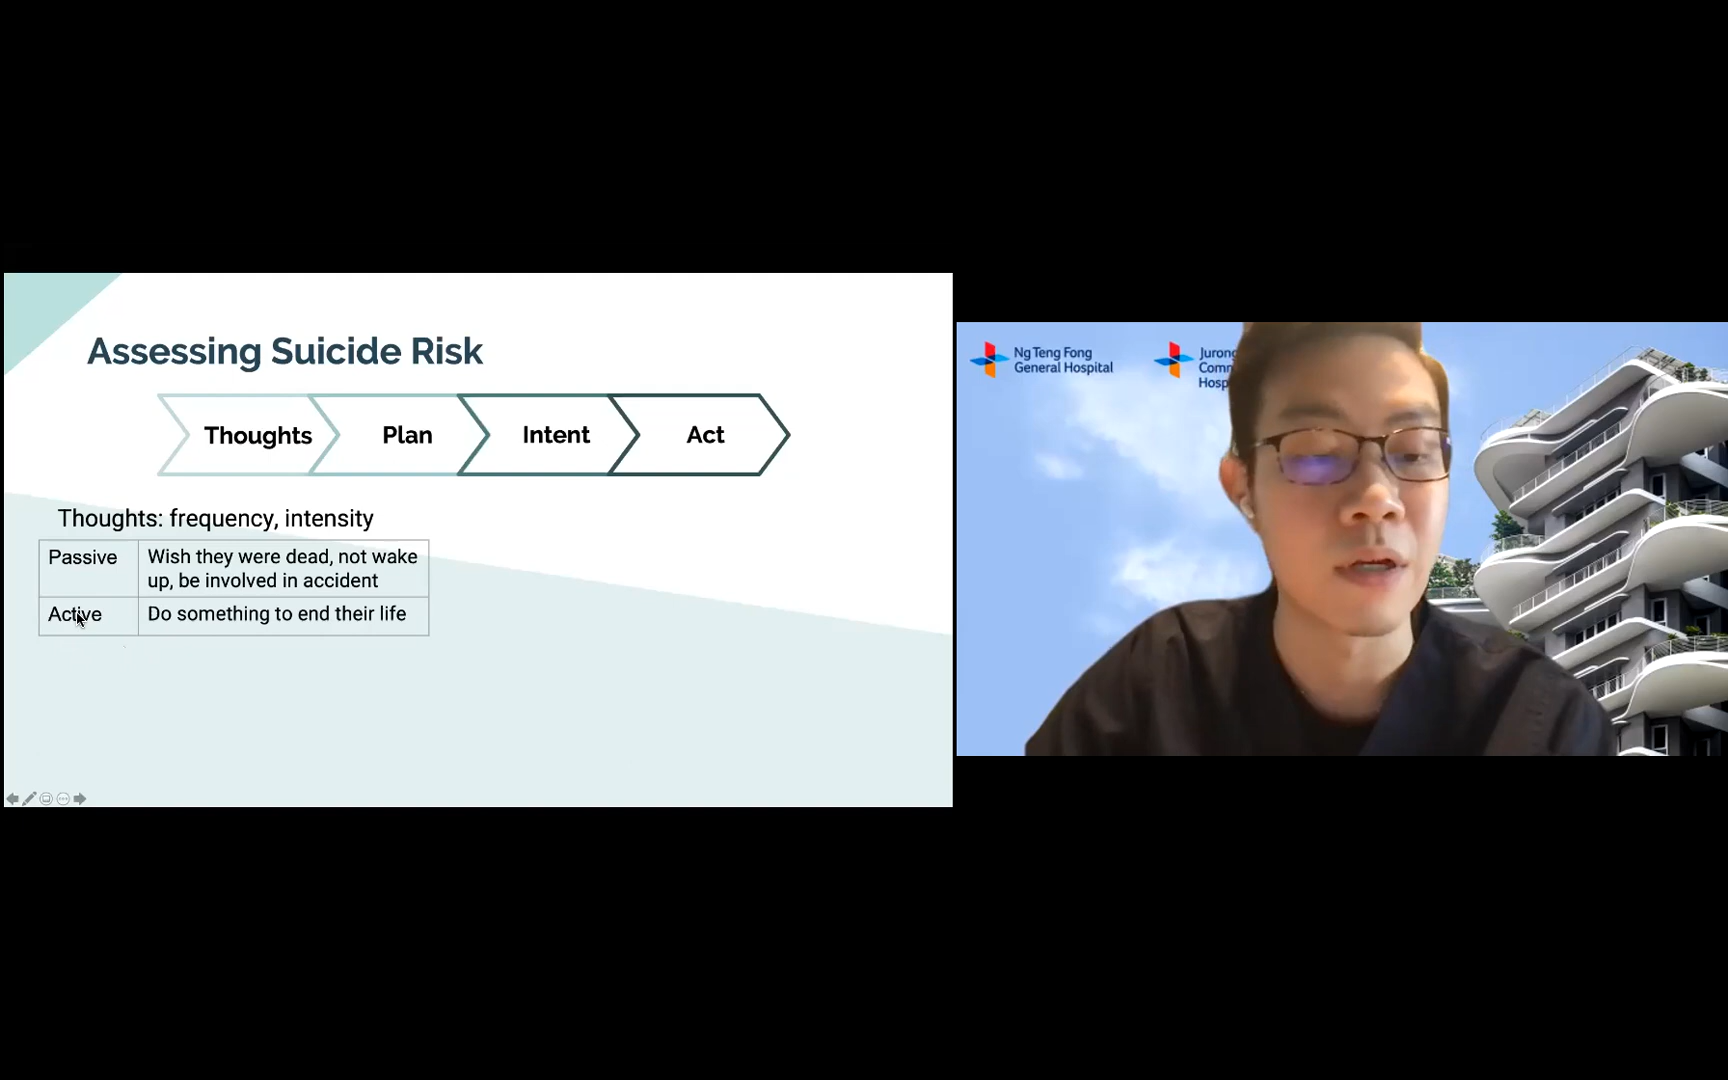 Assessing Suicide Risk
Thoughts
Plan
Intent
Act
Thoughts: frequency, intensity
Passive
Wish they were dead, not wake
up, be involved in accident
Active
Do something to end their life
Ng Teng Fong
General Hospital